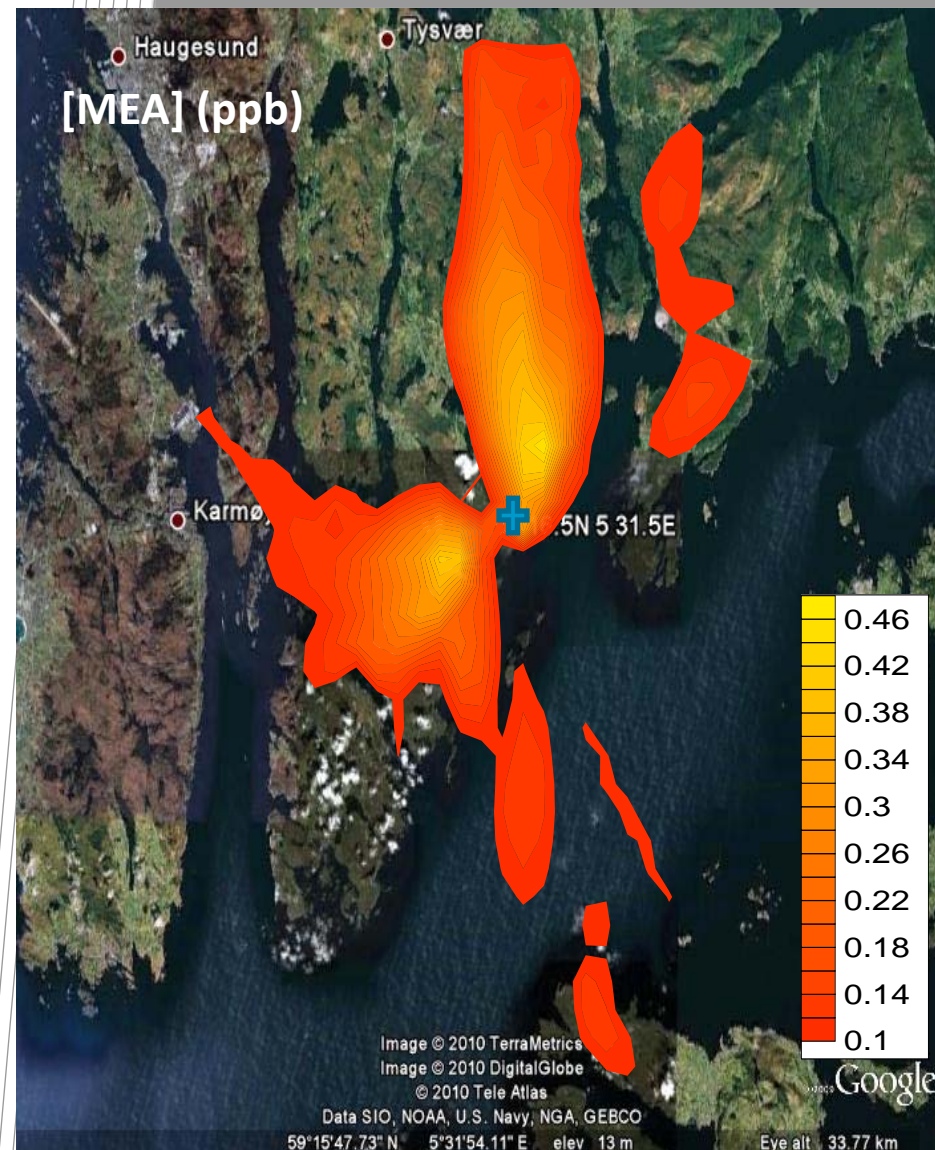 Haugesund
Tysvær
[MEA] (ppb)
.5N 5 31.5E
0.46
0.42
0.38
0.34
0.3
0.26
0.22
0.18
0.14
0.1
Image © 2010 TerraMetrics
Image © 2010 DigitalGlobe
© 2010 Tele Atlas
Data SIO, NOAA, U.S. Navy, NGA, GEBCO
Google
59°15'47.73" N 5°31'54.11" E elev 13 m Eye alt 33.77 km